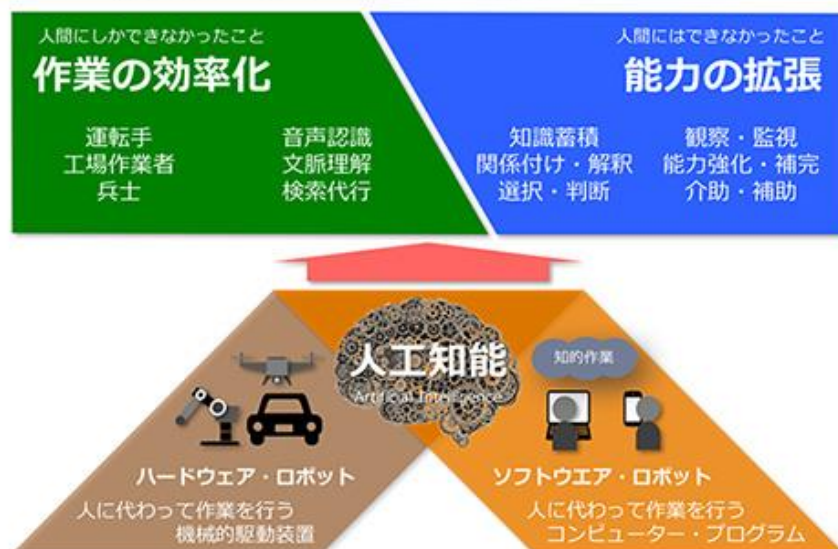 人間にしかできなかったこと
作業の効率化
運転手
工場作業者
兵士
音声認識
文脈理解
検索代行
人間にはできなかったこと
能力の拡張
知識蓄積
関係付け・解釈
選択・判断
観察・監視
能力強化・補完
介助・補助
人工知能
Artificial Intelligence
知的作業
ハードウェア・ロボット
人に代わって作業を行う
機械的駆動装置
ソフトウエア・ロボット
人に代わって作業を行う
コンピューター・プログラム